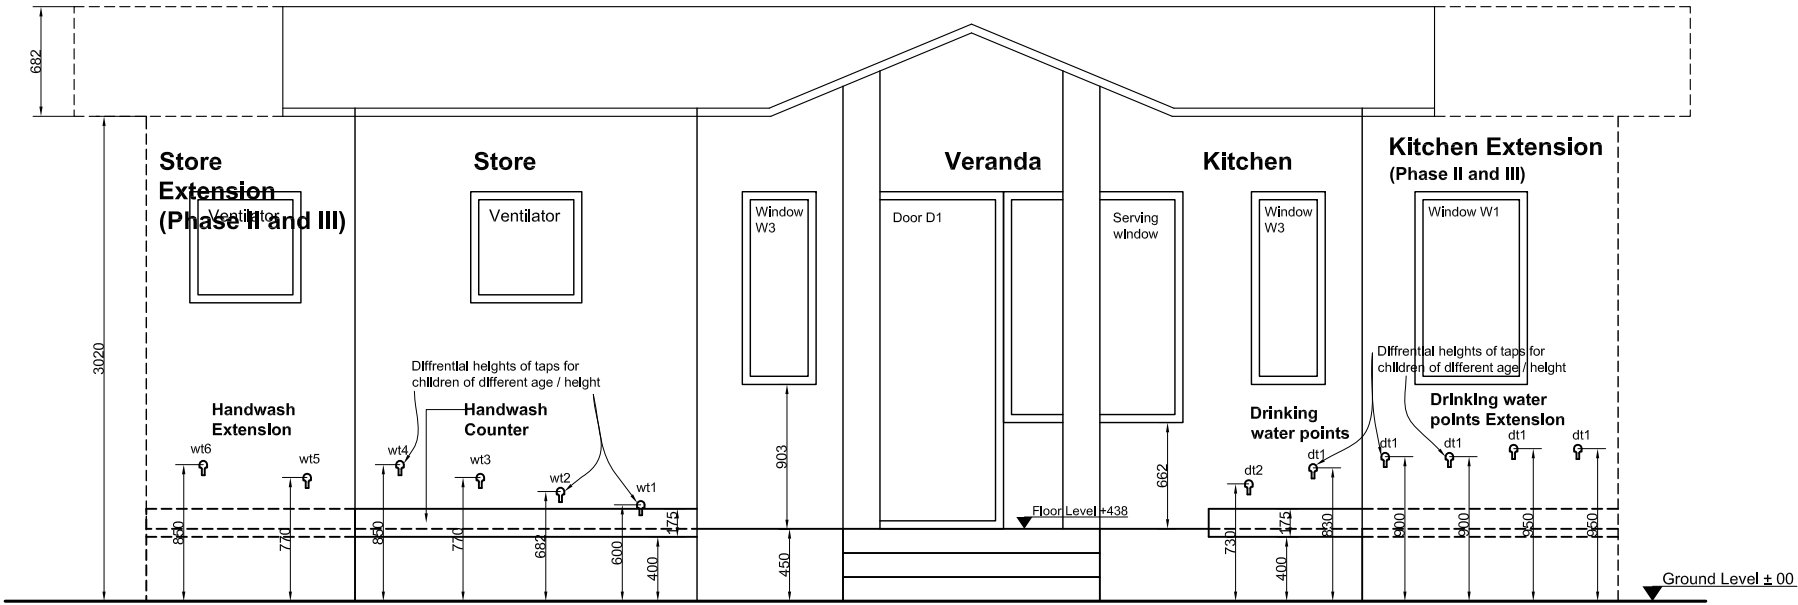 682
Store
Extension
(Phase II and III)
Ventilator
Store
Ventilator
Window
W3
Veranda
Door D1
Serving
window
Kitchen
Window
W3
Kitchen Extension
(Phase II and III)
Window W1
3020
Diffrential heights of taps for
children of different age / height
Diffrential heights of taps for
children of different age / height
Handwash
Extension
Handwash
Counter
Drinking
water points
Drinking water
points Extension
wt6
wt5
wt4
wt3
wt2
wt1
dt2
dt1
dt1
dt1
dt1
dt1
903
662
Floor Level +438
850
770
850
770
682
600
175
400
450
730
175
400
830
900
900
950
950
Ground Level ± 00